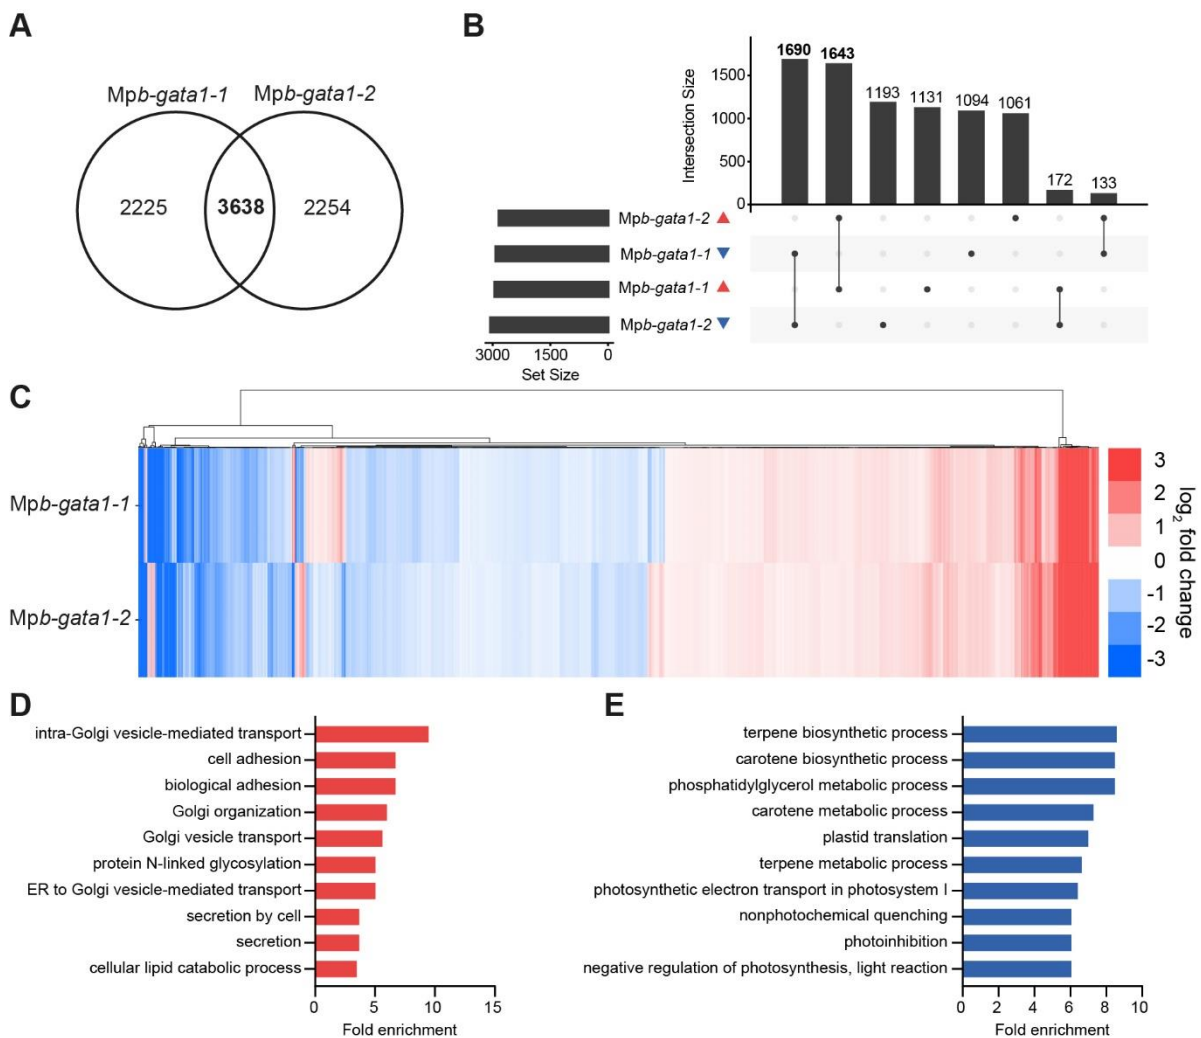 A
Mpb-gata1-1
Mpb-gata1-2
2225
3638
2254
B
Intersection Size
1500
1000
500
0
1690
1643
1193
1131
1094
1061
172
133
Mpb-gata1-2
Mpb-gata1-1
Mpb-gata1-1
Mpb-gata1-2
3000 1500 0
Set Size
C
Mpb-gata1-1
Mpb-gata1-2
3
2
1
0
-1
-2
-3
log2 fold change
D
intra-Golgi vesicle-mediated transport
cell adhesion
biological adhesion
Golgi organization
Golgi vesicle transport
protein N-linked glycosylation
ER to Golgi vesicle-mediated transport
secretion by cell
secretion
cellular lipid catabolic process
0 5 10 15
Fold enrichment
E
terpene biosynthetic process
carotene biosynthetic process
phosphatidylglycerol metabolic process
carotene metabolic process
plastid translation
terpene metabolic process
photosynthetic electron transport in photosystem I
nonphotochemical quenching
photoinhibition
negative regulation of photosynthesis, light reaction
0 2 4 6 8 10
Fold enrichment